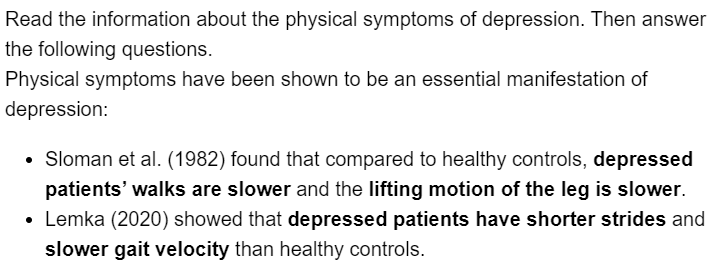 Read the information about the physical symptoms of depression. Then answer
the following questions.
Physical symptoms have been shown to be an essential manifestation of
depression:
• Sloman et al. (1982) found that compared to healthy controls, depressed
patients’ walks are slower and the lifting motion of the leg is slower.
• Lemka (2020) showed that depressed patients have shorter strides and
slower gait velocity than healthy controls.